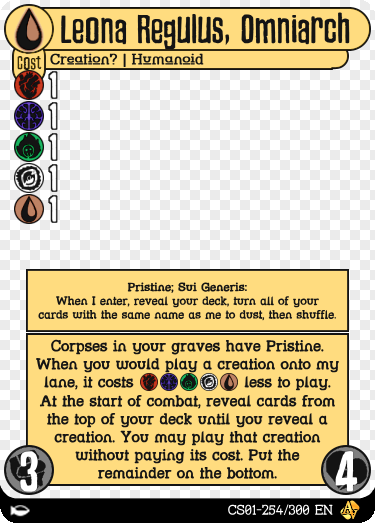 Leona Regulus, Omniarch
Cost
Creation? | Humanoid
1
1
1
1
1
Pristine; Sui Generis:
When I enter, reveal your deck, turn all of your
cards with the same name as me to dust, then shuffle.
Corpses in your graves have Pristine.
When you would play a creation onto my
lane, it costs less to play.
At the start of combat, reveal cards from
the top of your deck until you reveal a
creation. You may play that creation
without paying its cost. Put the
remainder on the bottom.
3
4
CS01-254/300 EN